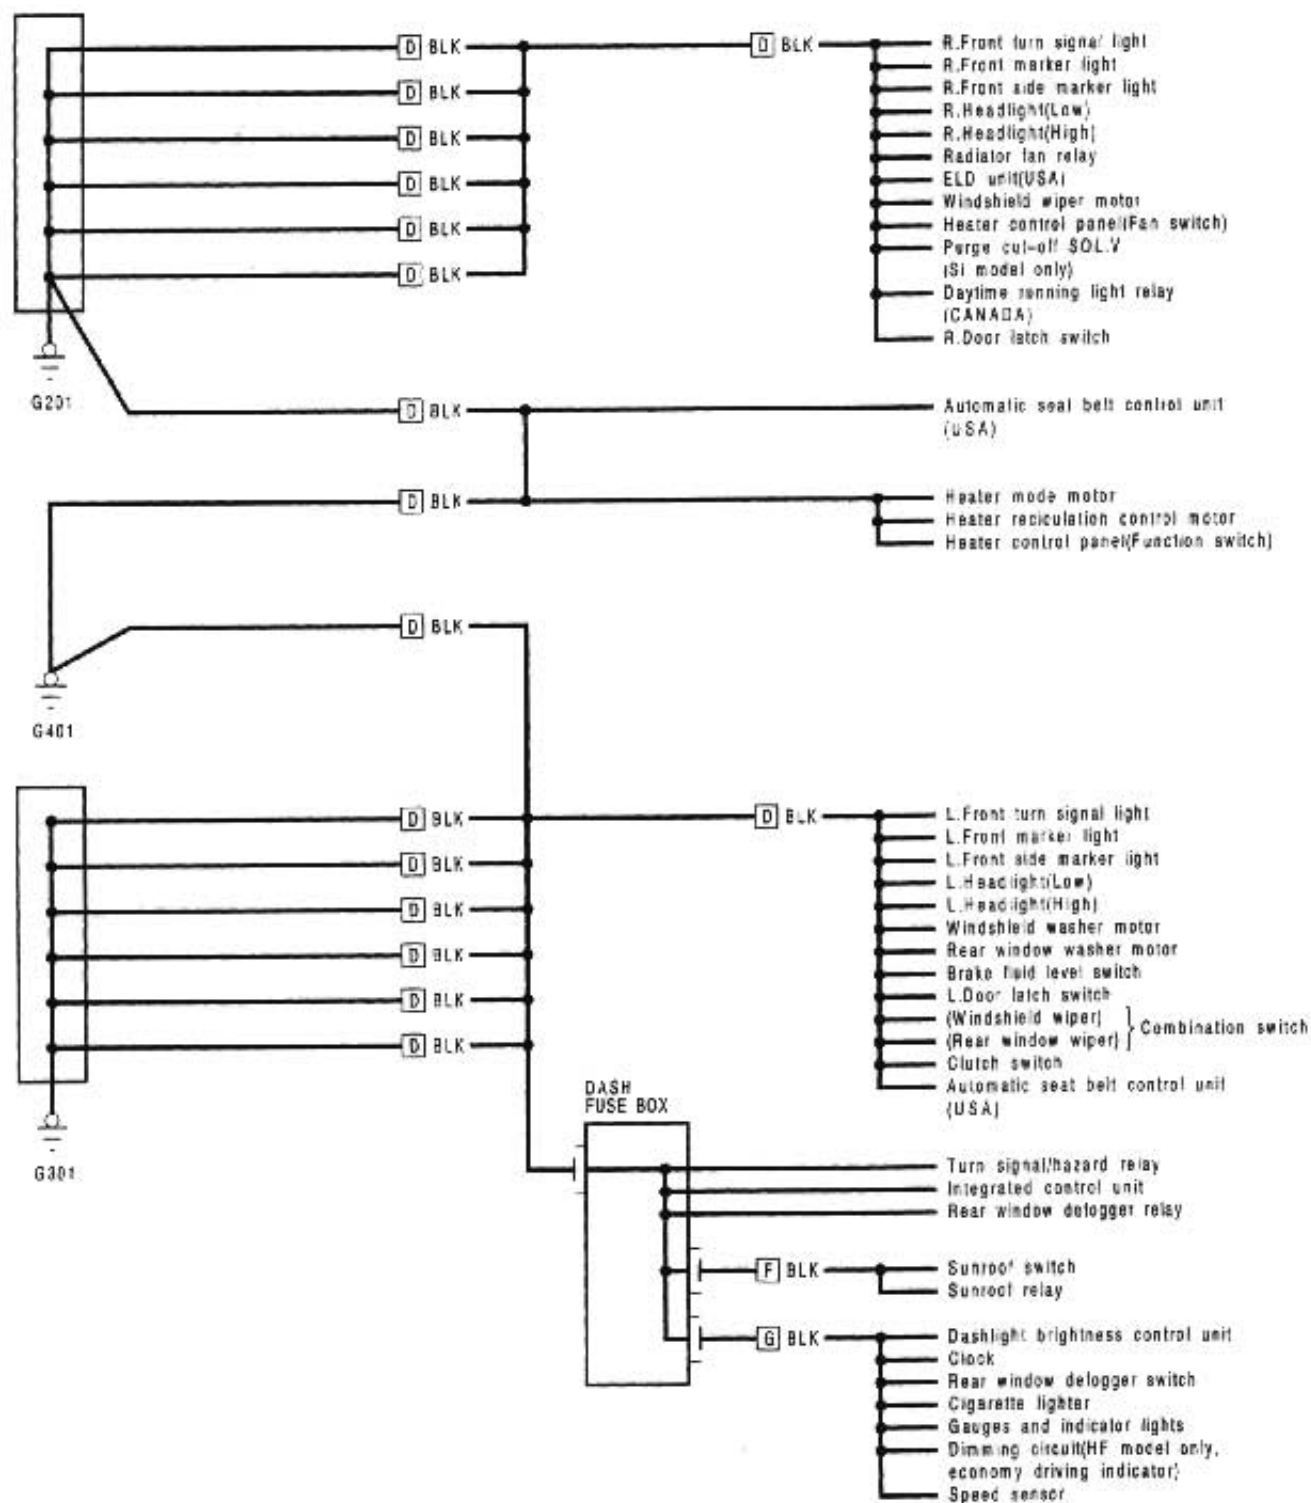 D BLK
D BLK
D BLK
D BLK
D BLK
D BLK
G201
D BLK
R.Front turn signal light
R.Front marker light
R.Front side marker light
R.Headlight(Low)
R.Headlight(High)
Radiator fan relay
ELD unit(USA)
Windshield wiper motor
Heater control panel(Fan switch)
Purge cut-off SOL.V
(Si model only)
Daytime running light relay
(CANADA)
R.Door latch switch
D BLK
Automatic seal belt control unit
(USA)
D BLK
Heater mode motor
Heater reciculation control motor
Heater control panel(Function switch)
D BLK
G401
D BLK
D BLK
D BLK
D BLK
D BLK
D BLK
G301
D BLK
L.Front turn signal light
L.Front marker light
L.Front side marker light
L.Headlight(Low)
L.Headlight(High)
Windshield washer motor
Rear window washer motor
Brake fluid level switch
L.Door latch switch
(Windshield wiper)
(Rear window wiper)
Combination switch
Clutch switch
Automatic seat belt control unit
(USA)
DASH
FUSE BOX
Turn signal/hazard relay
Integrated control unit
Rear window defogger relay
F BLK
Sunroof switch
Sunroof relay
G BLK
Dashlight brightness control unit
Clock
Rear window defogger switch
Cigarette lighter
Gauges and indicator lights
Dimming circuit(HF model only,
economy driving indicator)
Speed sensor